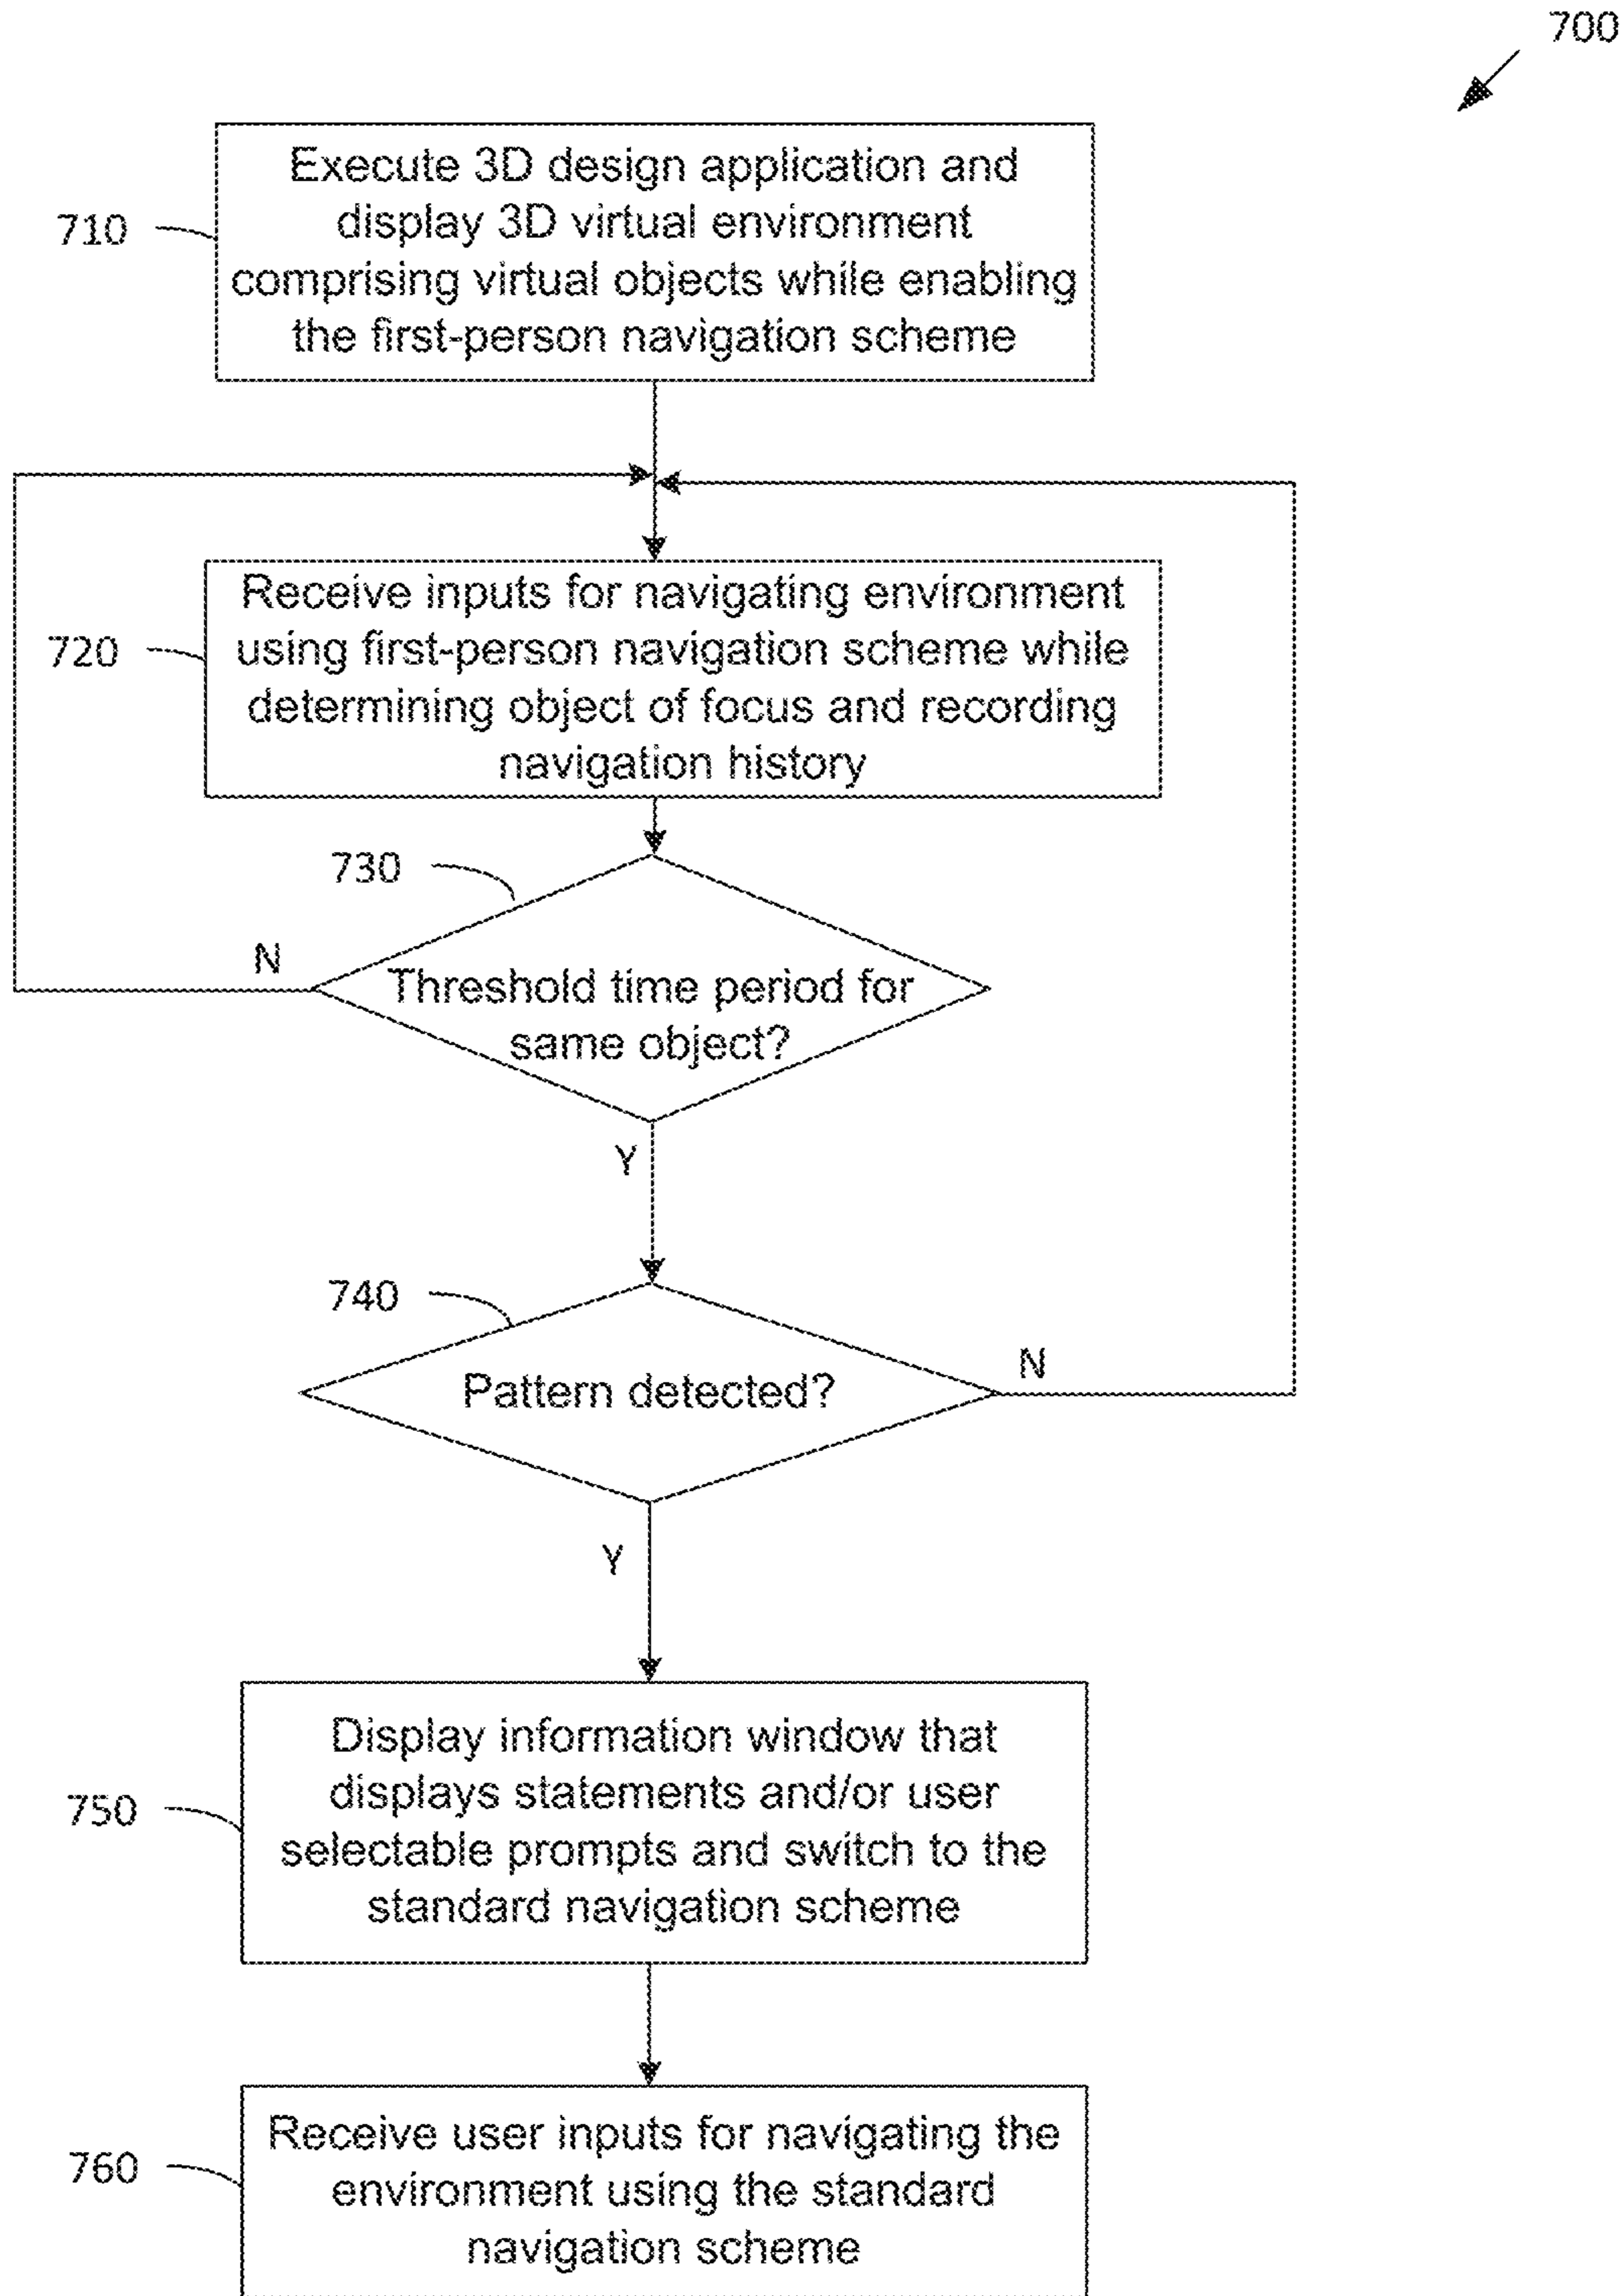 700
Execute 3D design application and
display 3D virtual environment
comprising virtual objects while enabling
the first-person navigation scheme
710
Receive inputs for navigating environment
using first-person navigation scheme while
determining object of focus and recording
navigation history
720
730
N
Threshold time period for
same object?
Y
740
Pattern detected?
N
Y
Display information window that
displays statements and/or user
selectable prompts and switch to the
standard navigation scheme
750
Receive user inputs for navigating the
environment using the standard
navigation scheme
760